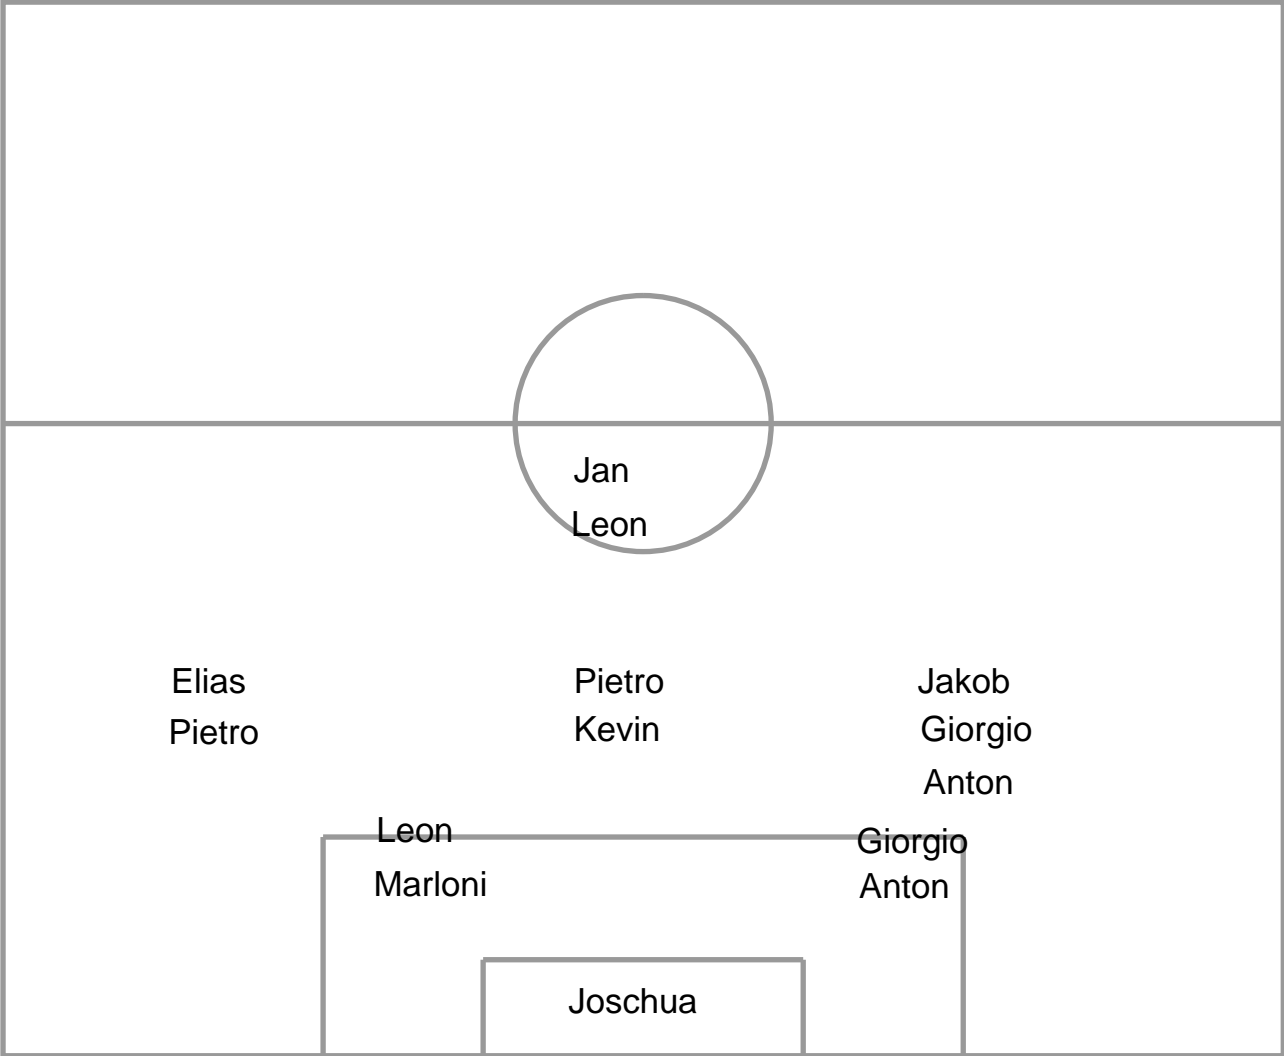 Jan
Leon
Elias
Pietro
Pietro
Kevin
Jakob
Giorgio
Anton
Leon
Marloni
Giorgio
Anton
Joschua